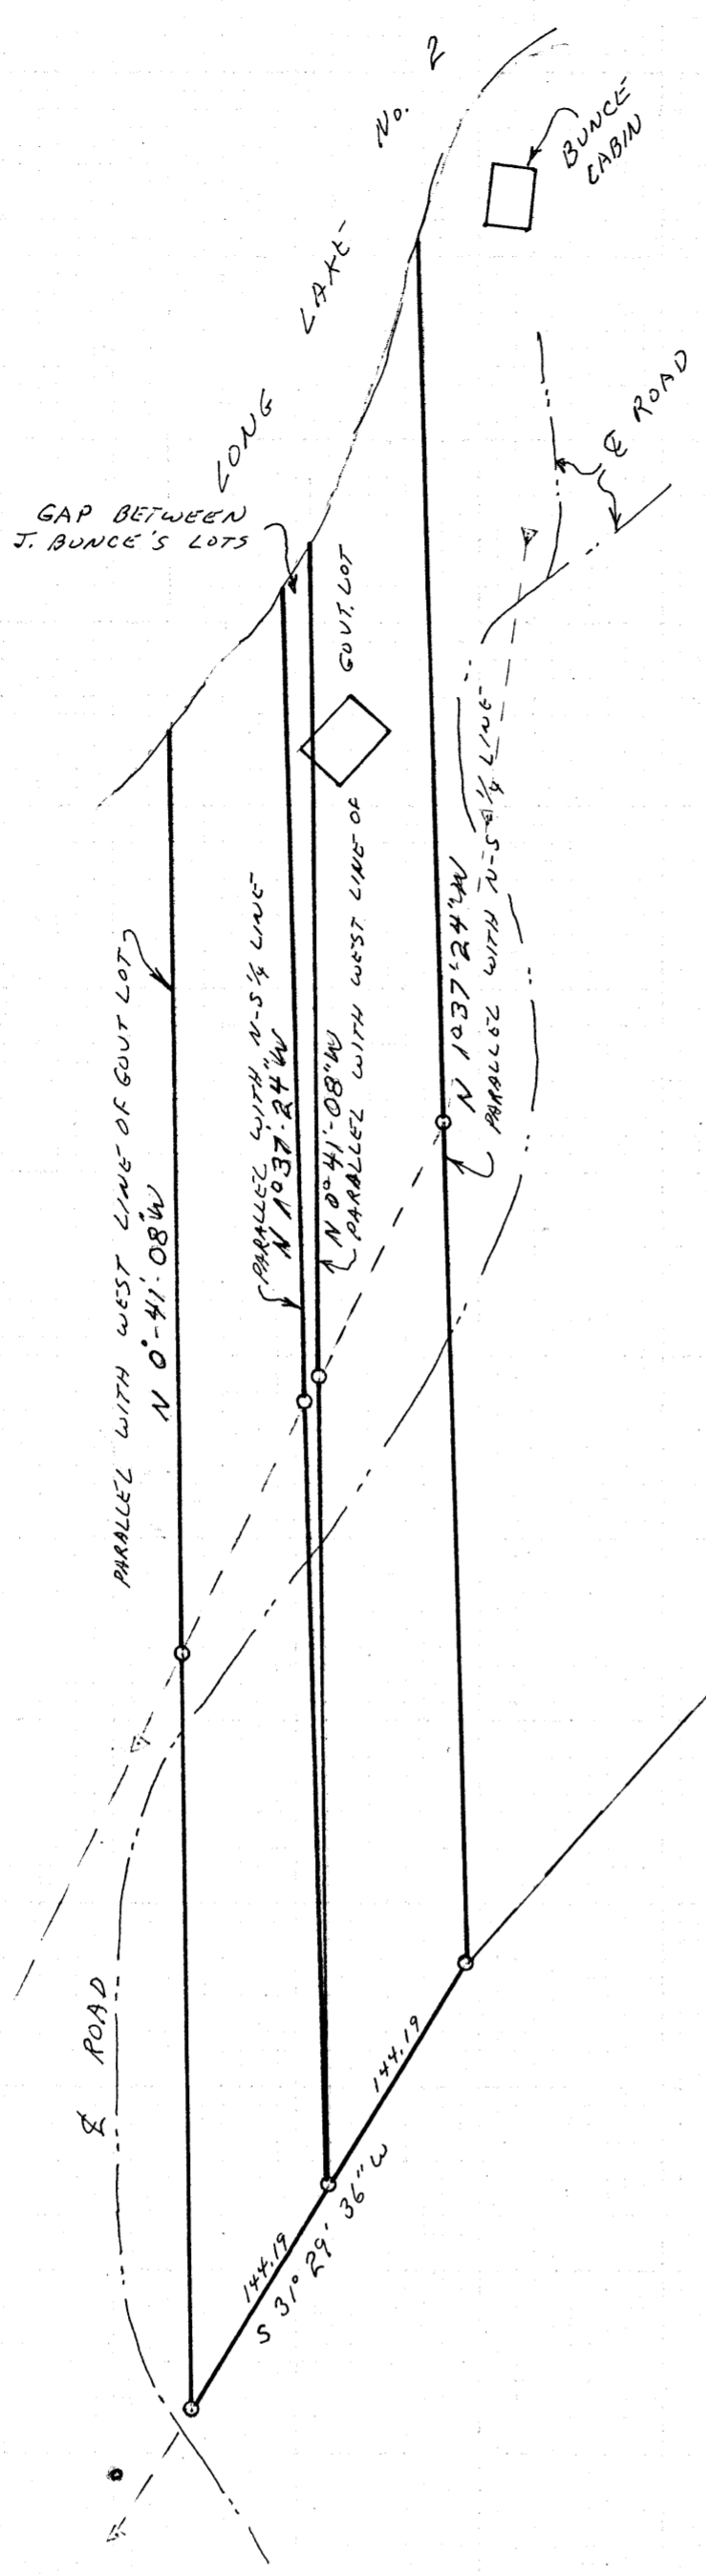 LONG LAKE No. 2
BUNCE
CABIN
℄ ROAD
GAP BETWEEN
J. BUNCE'S LOTS
GOVT. LOT
PARALLEL WITH WEST LINE OF
N 0°-41'-08"W
PARALLEL WITH WEST LINE OF GOVT LOT
N 0°-41'-08"W
PARALLEL WITH N-S ¼ LINE
N 1°37'-24"W
N 1°37'-24"W
PARALLEL WITH N-S ¼ LINE
℄ ROAD
144.19
144.19
S 31° 29' 36" W